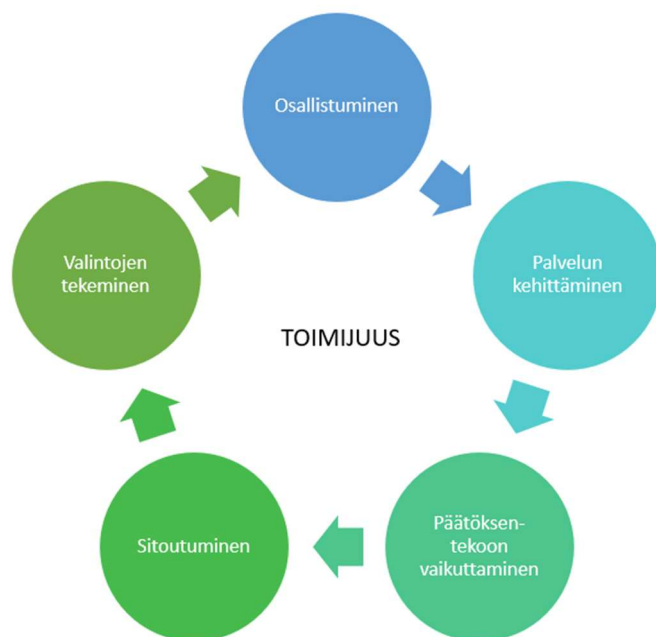 Osallistuminen
Palvelun
kehittäminen
Päätöksen-
tekoon
vaikuttaminen
Sitoutuminen
Valintojen
tekeminen
TOIMIJUUS